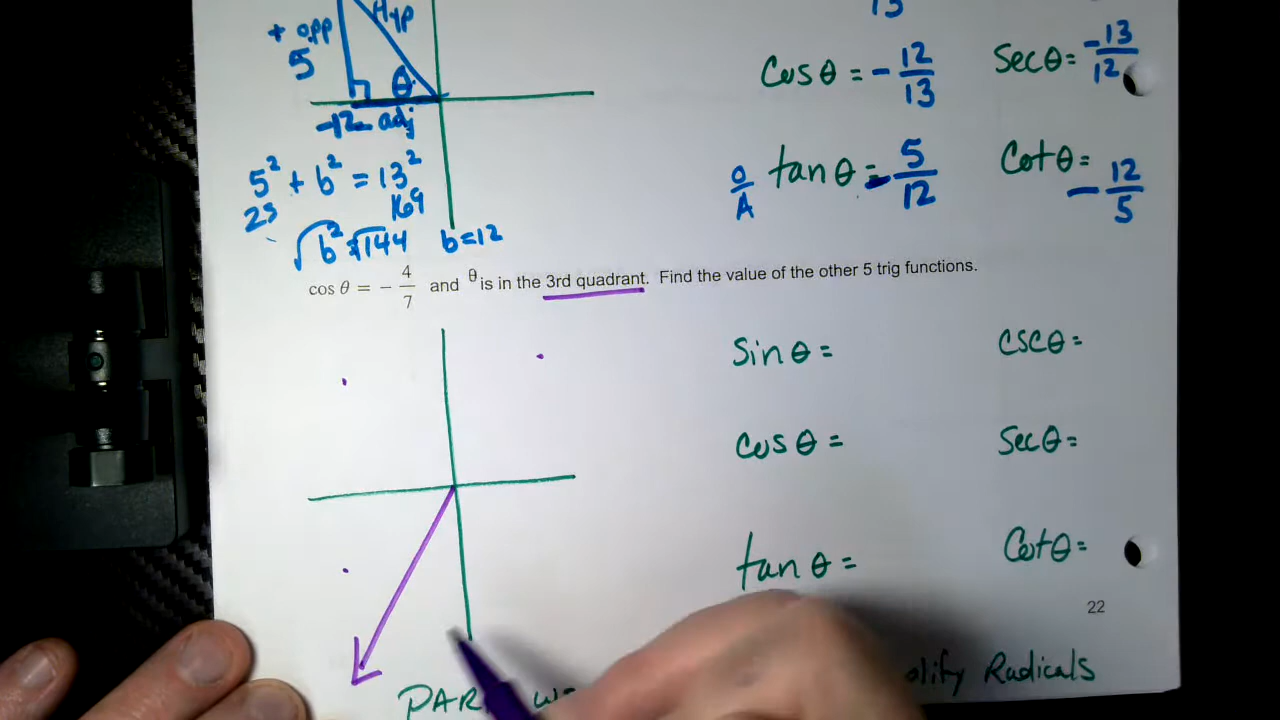 + opp Hyp
5
θ
-12 adj
5² + b² = 13²
25 169
√b² = √144 b=12
13
Cos θ = - 12/13
Sec θ = -13/12
O/A tan θ = - 5/12
Cot θ = - 12/5
cos θ = - 4/7 and θ is in the 3rd quadrant. Find the value of the other 5 trig functions.
Sin θ =
CSC θ =
Cos θ =
Sec θ =
tan θ =
Cot θ =
22
Radicals